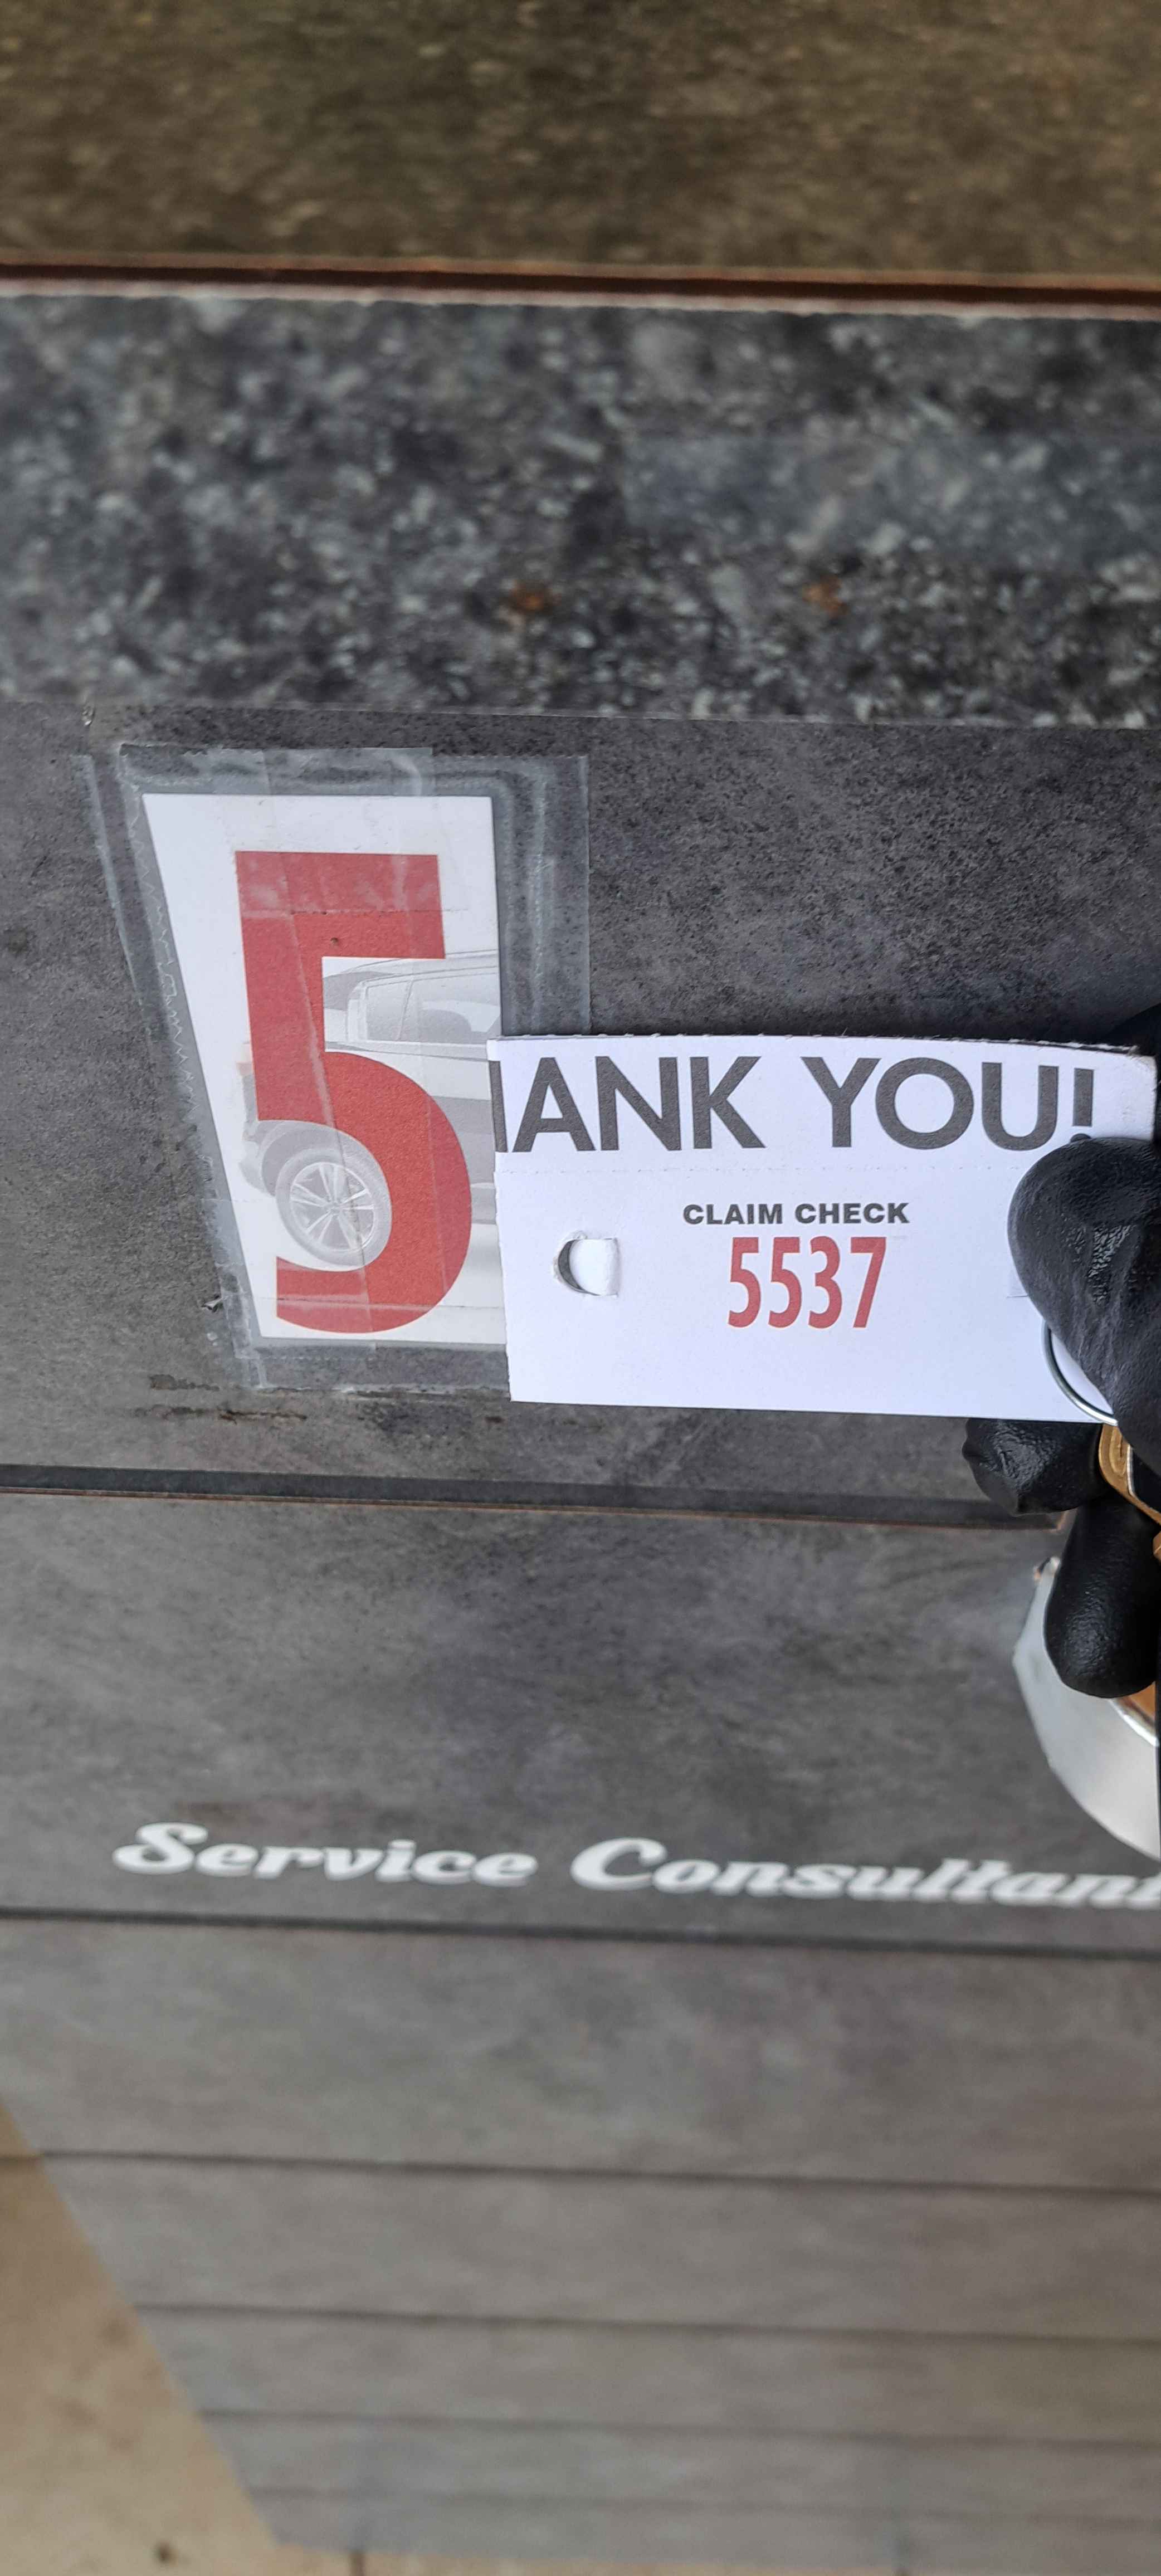 5
ANK YOU!
CLAIM CHECK
5537
Service Consultant